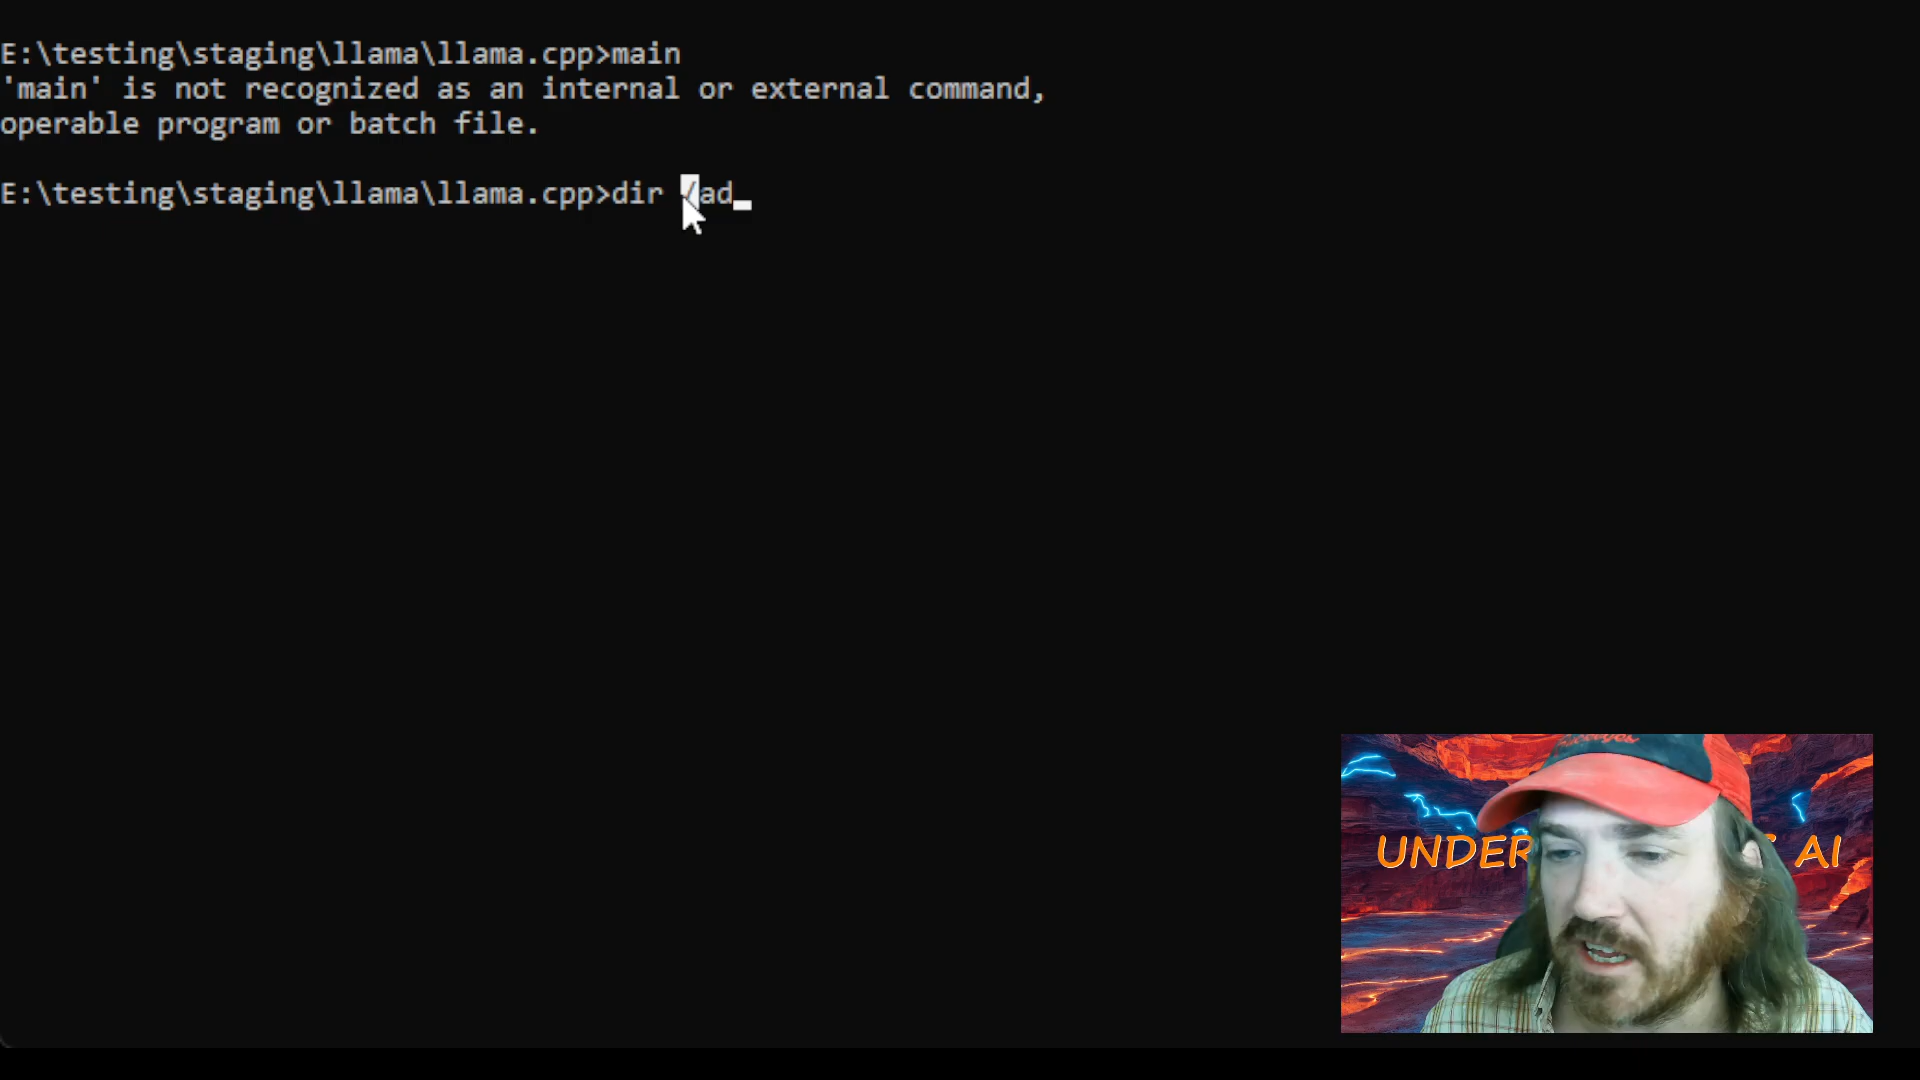 E:\testing\staging\llama\llama.cpp>main
'main' is not recognized as an internal or external command,
operable program or batch file.
E:\testing\staging\llama\llama.cpp>dir /ad_
UNDER AI